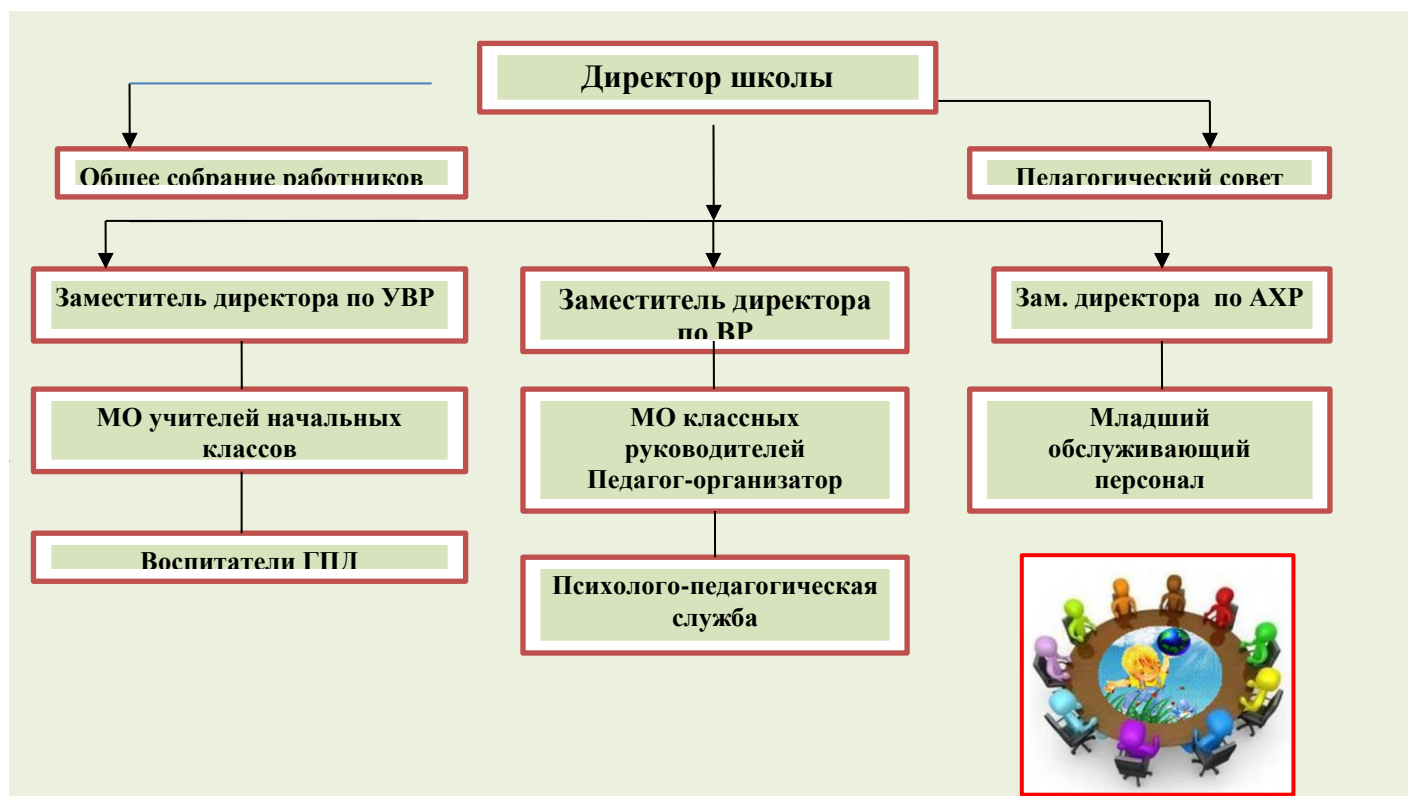 Директор школы
Общее собрание работников
Педагогический совет
Заместитель директора по УВР
Заместитель директора
по ВР
Зам. директора по АХР
МО учителей начальных
классов
МО классных
руководителей
Педагог-организатор
Младший
обслуживающий
персонал
Воспитатели ГПД
Психолого-педагогическая
служба